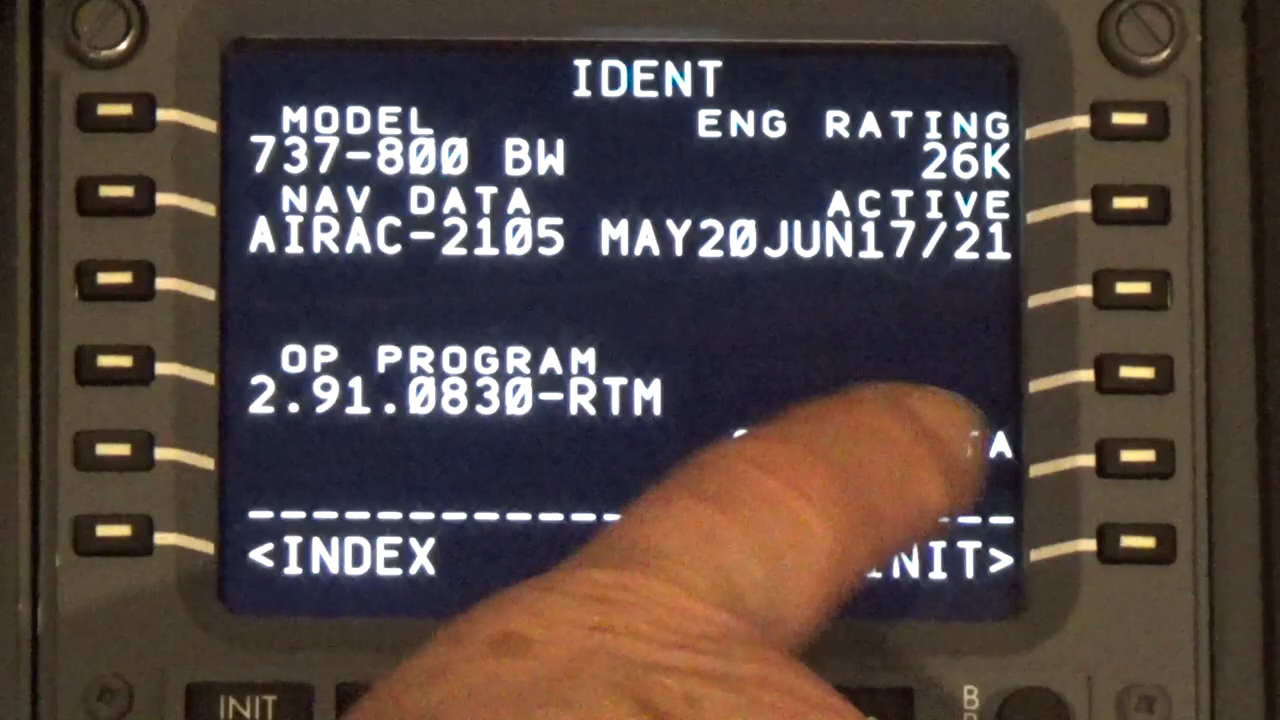 IDENT
MODEL ENG RATING
737-800 BW 26K
NAV DATA ACTIVE
AIRAC-2105 MAY20JUN17/21
OP PROGRAM
2.91.0830-RTM
<INDEX INIT>
INIT